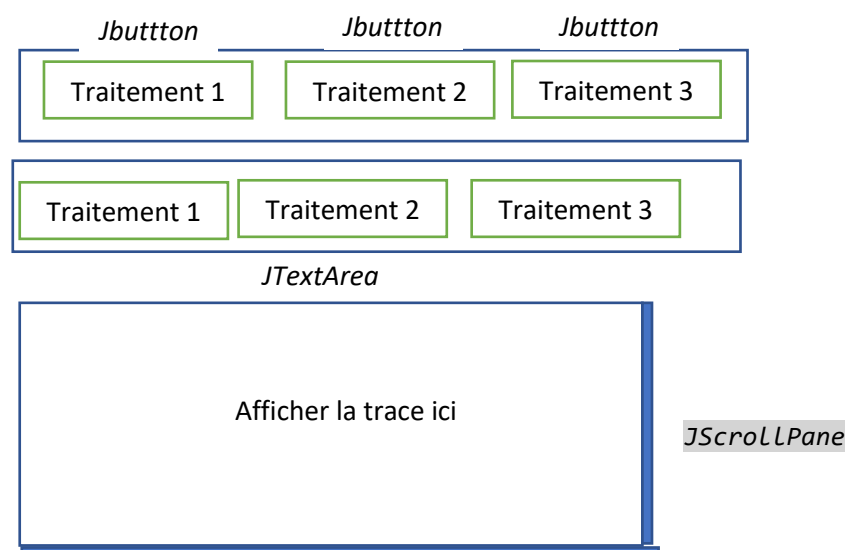 Jbuttton Jbuttton Jbuttton
Traitement 1 Traitement 2 Traitement 3
Traitement 1 Traitement 2 Traitement 3
JTextArea
Afficher la trace ici
JScrollPane